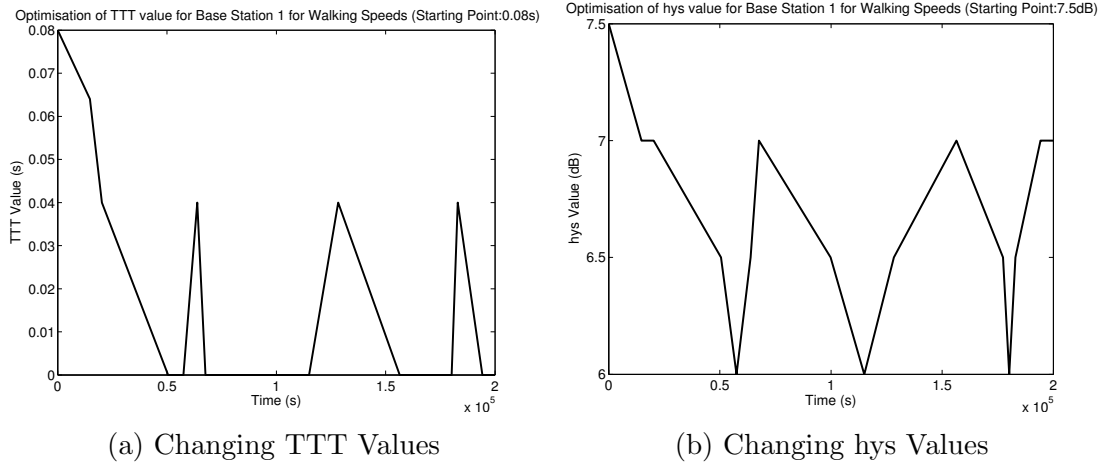 Optimisation of TTT value for Base Station 1 for Walking Speeds (Starting Point:0.08s)
0.08
0.07
0.06
0.05
0.04
0.03
0.02
0.01
0
TTT Value (s)
0 0.5 1 1.5 2
Time (s)
x 10^5
(a) Changing TTT Values
Optimisation of hys value for Base Station 1 for Walking Speeds (Starting Point:7.5dB)
7.5
7
6.5
6
hys Value (dB)
0 0.5 1 1.5 2
Time (s)
x 10^5
(b) Changing hys Values